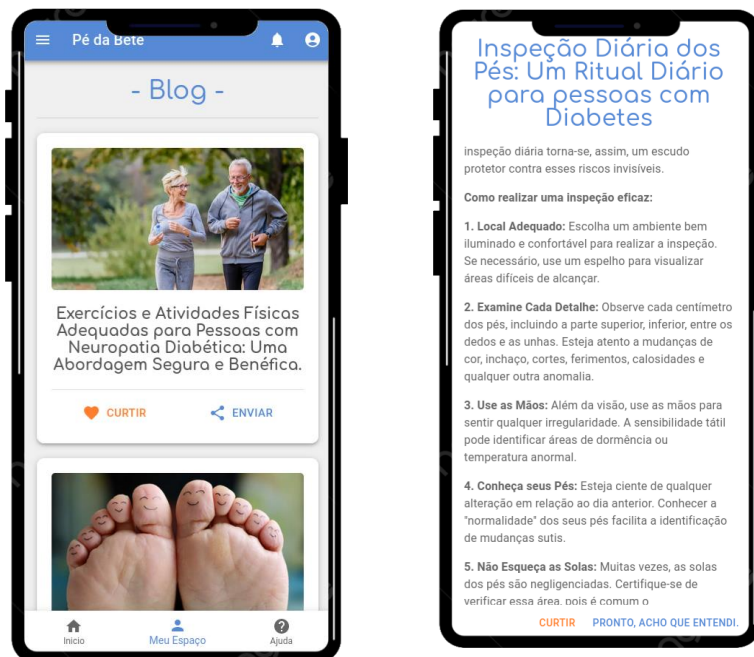 Pé da Bete
- Blog -
Exercícios e Atividades Físicas
Adequadas para Pessoas com
Neuropatia Diabética: Uma
Abordagem Segura e Benéfica.
CURTIR
ENVIAR
Inicio
Meu Espaço
Ajuda
Inspeção Diária dos
Pés: Um Ritual Diário
para pessoas com
Diabetes
inspeção diária torna-se, assim, um escudo
protetor contra esses riscos invisíveis.
Como realizar uma inspeção eficaz:
1. Local Adequado: Escolha um ambiente bem
iluminado e confortável para realizar a inspeção.
Se necessário, use um espelho para visualizar
áreas difíceis de alcançar.
2. Examine Cada Detalhe: Observe cada centímetro
dos pés, incluindo a parte superior, inferior, entre os
dedos e as unhas. Esteja atento a mudanças de
cor, inchaço, cortes, ferimentos, calosidades e
qualquer outra anomalia.
3. Use as Mãos: Além da visão, use as mãos para
sentir qualquer irregularidade. A sensibilidade tátil
pode identificar áreas de dormência ou
temperatura anormal.
4. Conheça seus Pés: Esteja ciente de qualquer
alteração em relação ao dia anterior. Conhecer a
"normalidade" dos seus pés facilita a identificação
de mudanças sutis.
5. Não Esqueça as Solas: Muitas vezes, as solas
dos pés são negligenciadas. Certifique-se de
verificar essa área, pois é comum o
CURTIR
PRONTO, ACHO QUE ENTENDI.